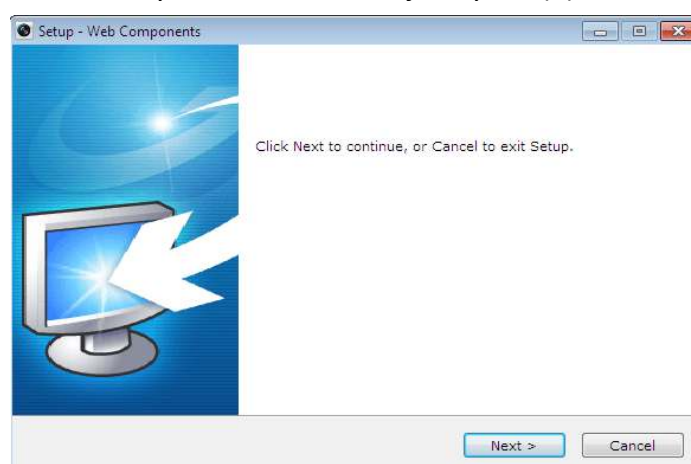 Setup - Web Components
Click Next to continue, or Cancel to exit Setup.
Next >
Cancel